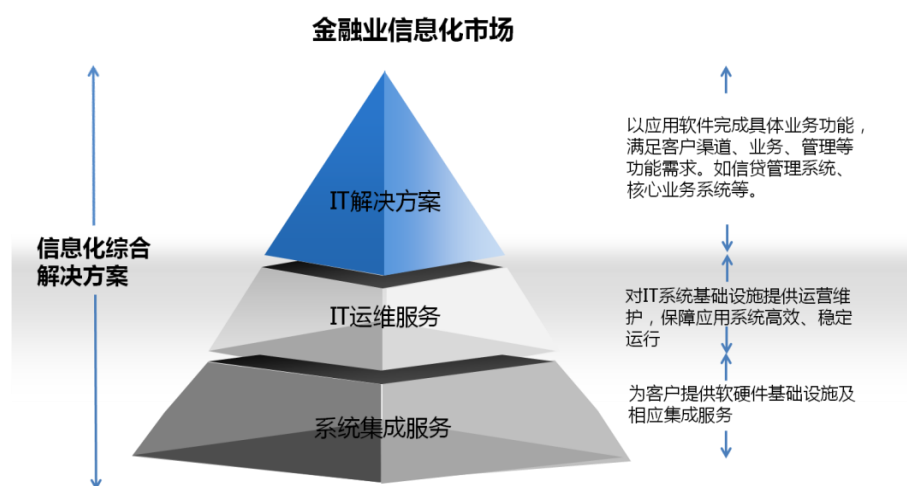 金融业信息化市场
以应用软件完成具体业务功能，
满足客户渠道、业务、管理等
功能需求。如信贷管理系统、
核心业务系统等。
IT解决方案
信息化综合
解决方案
对IT系统基础设施提供运营维
护，保障应用系统高效、稳定
运行
IT运维服务
为客户提供软硬件基础设施及
相应集成服务
系统集成服务